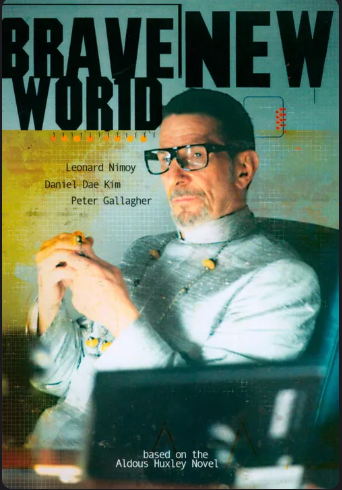 BRAVE NEW
WORlD
Leonard Nimoy
Daniel Dae Kim
Peter Gallagher
based on the
Aldous Huxley Novel